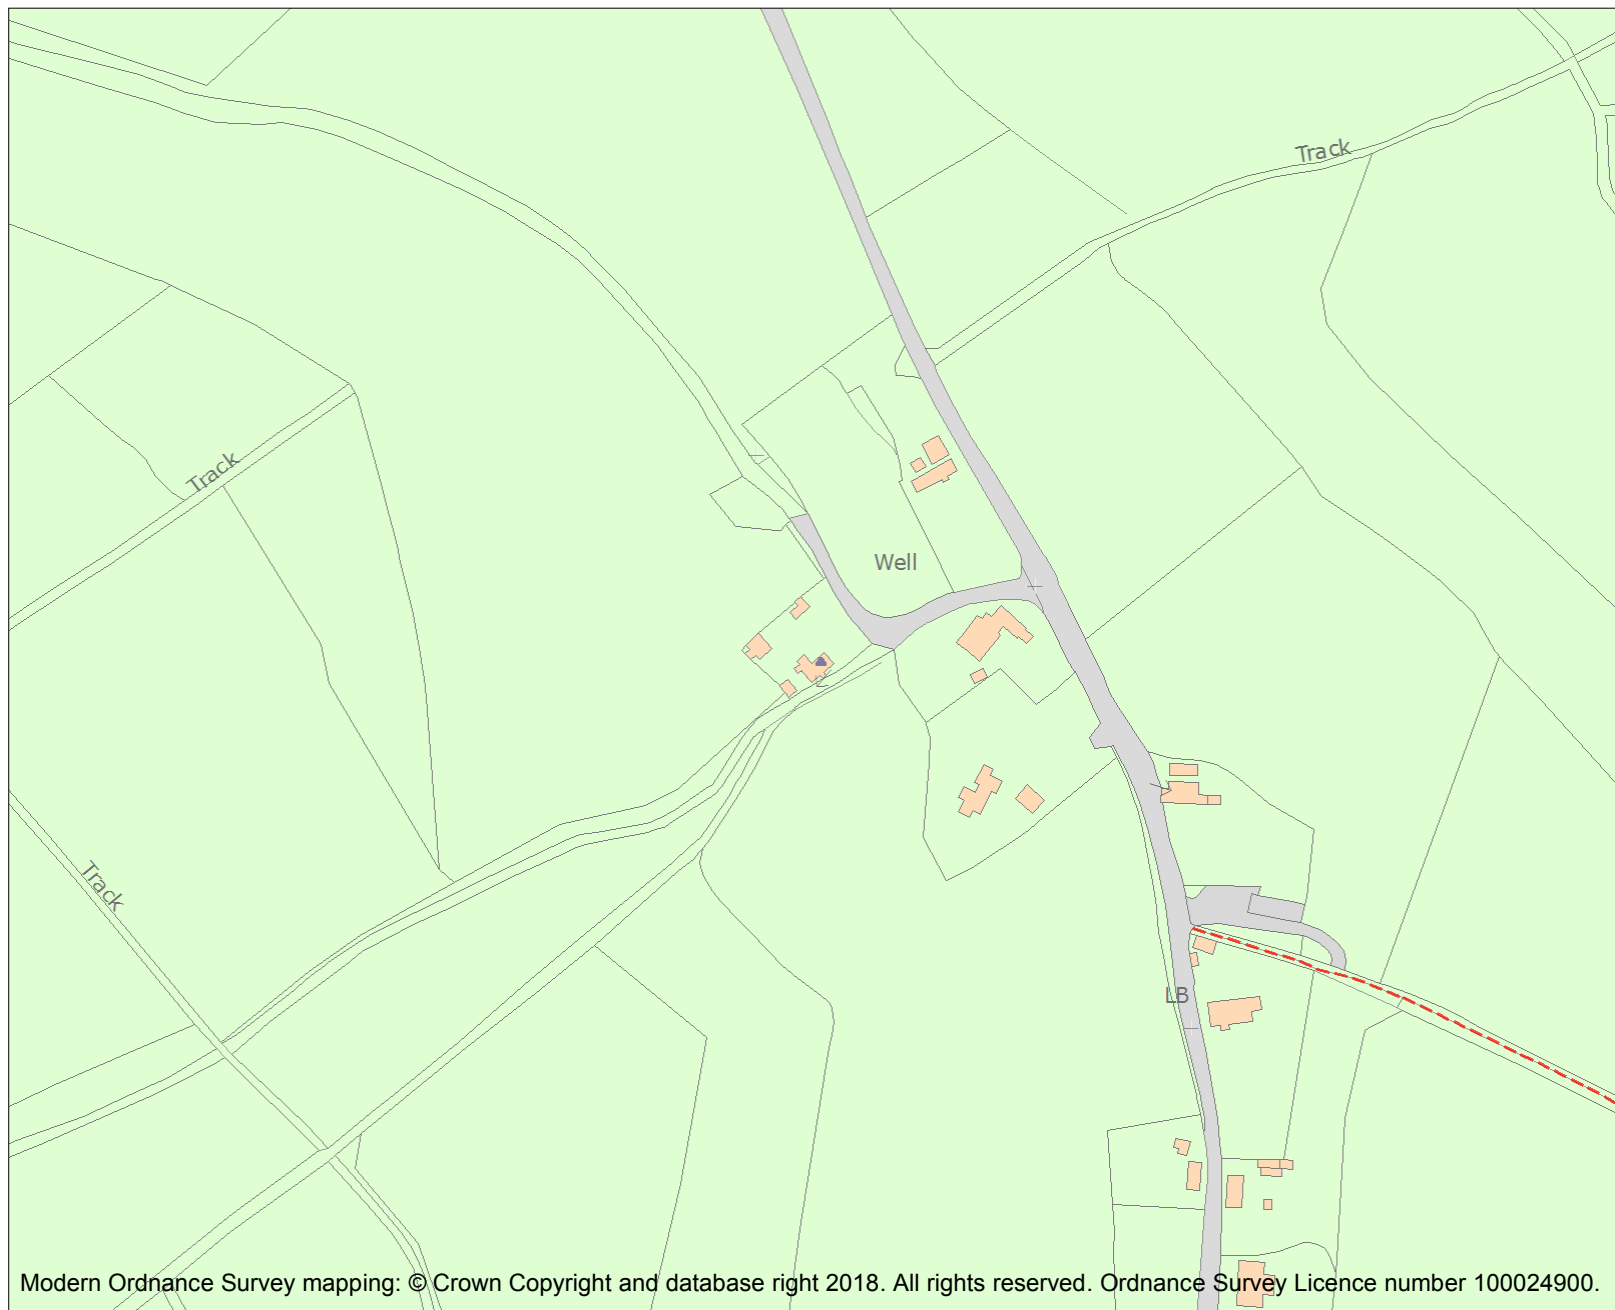 Track
Track
Well
Track
LB
Modern Ordnance Survey mapping: © Crown Copyright and database right 2018. All rights reserved. Ordnance Survey Licence number 100024900.